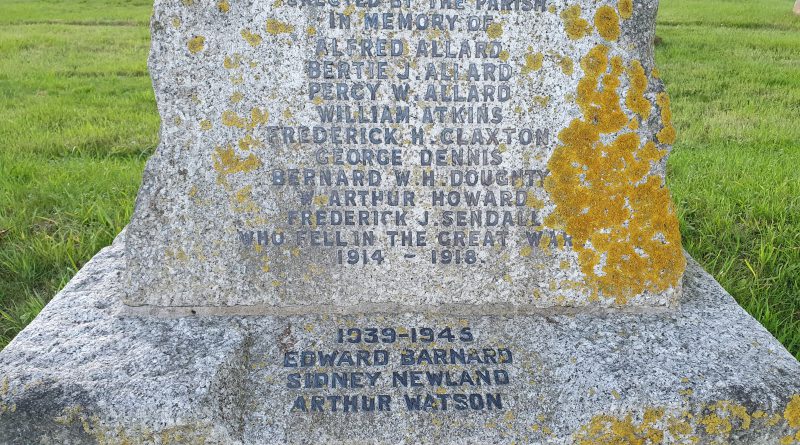 ERECTED BY THE PARISH
IN MEMORY OF
ALFRED ALLARD
BERTIE J. ALLARD
PERCY W. ALLARD
WILLIAM ATKINS
FREDERICK H. CLAXTON
GEORGE DENNIS
BERNARD W. H. DOUGHTY
W. ARTHUR HOWARD
FREDERICK J. SENDALL
WHO FELL IN THE GREAT WAR
1914 - 1918.
1939-1945
EDWARD BARNARD
SIDNEY NEWLAND
ARTHUR WATSON